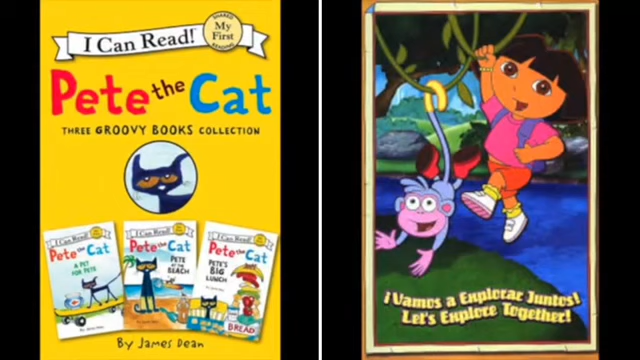 I Can Read!
SHARED
My
First
READING
Pete the Cat
THREE GROOVY BOOKS COLLECTION
I Can Read!
Pete the Cat
A PET
FOR PETE
I Can Read!
Pete the Cat
PETE
AT THE
BEACH
I Can Read!
Pete the Cat
PETE'S
BIG
LUNCH
BREAD
By James Dean
¡Vamos a Explorar Juntos!
Let's Explore Together!